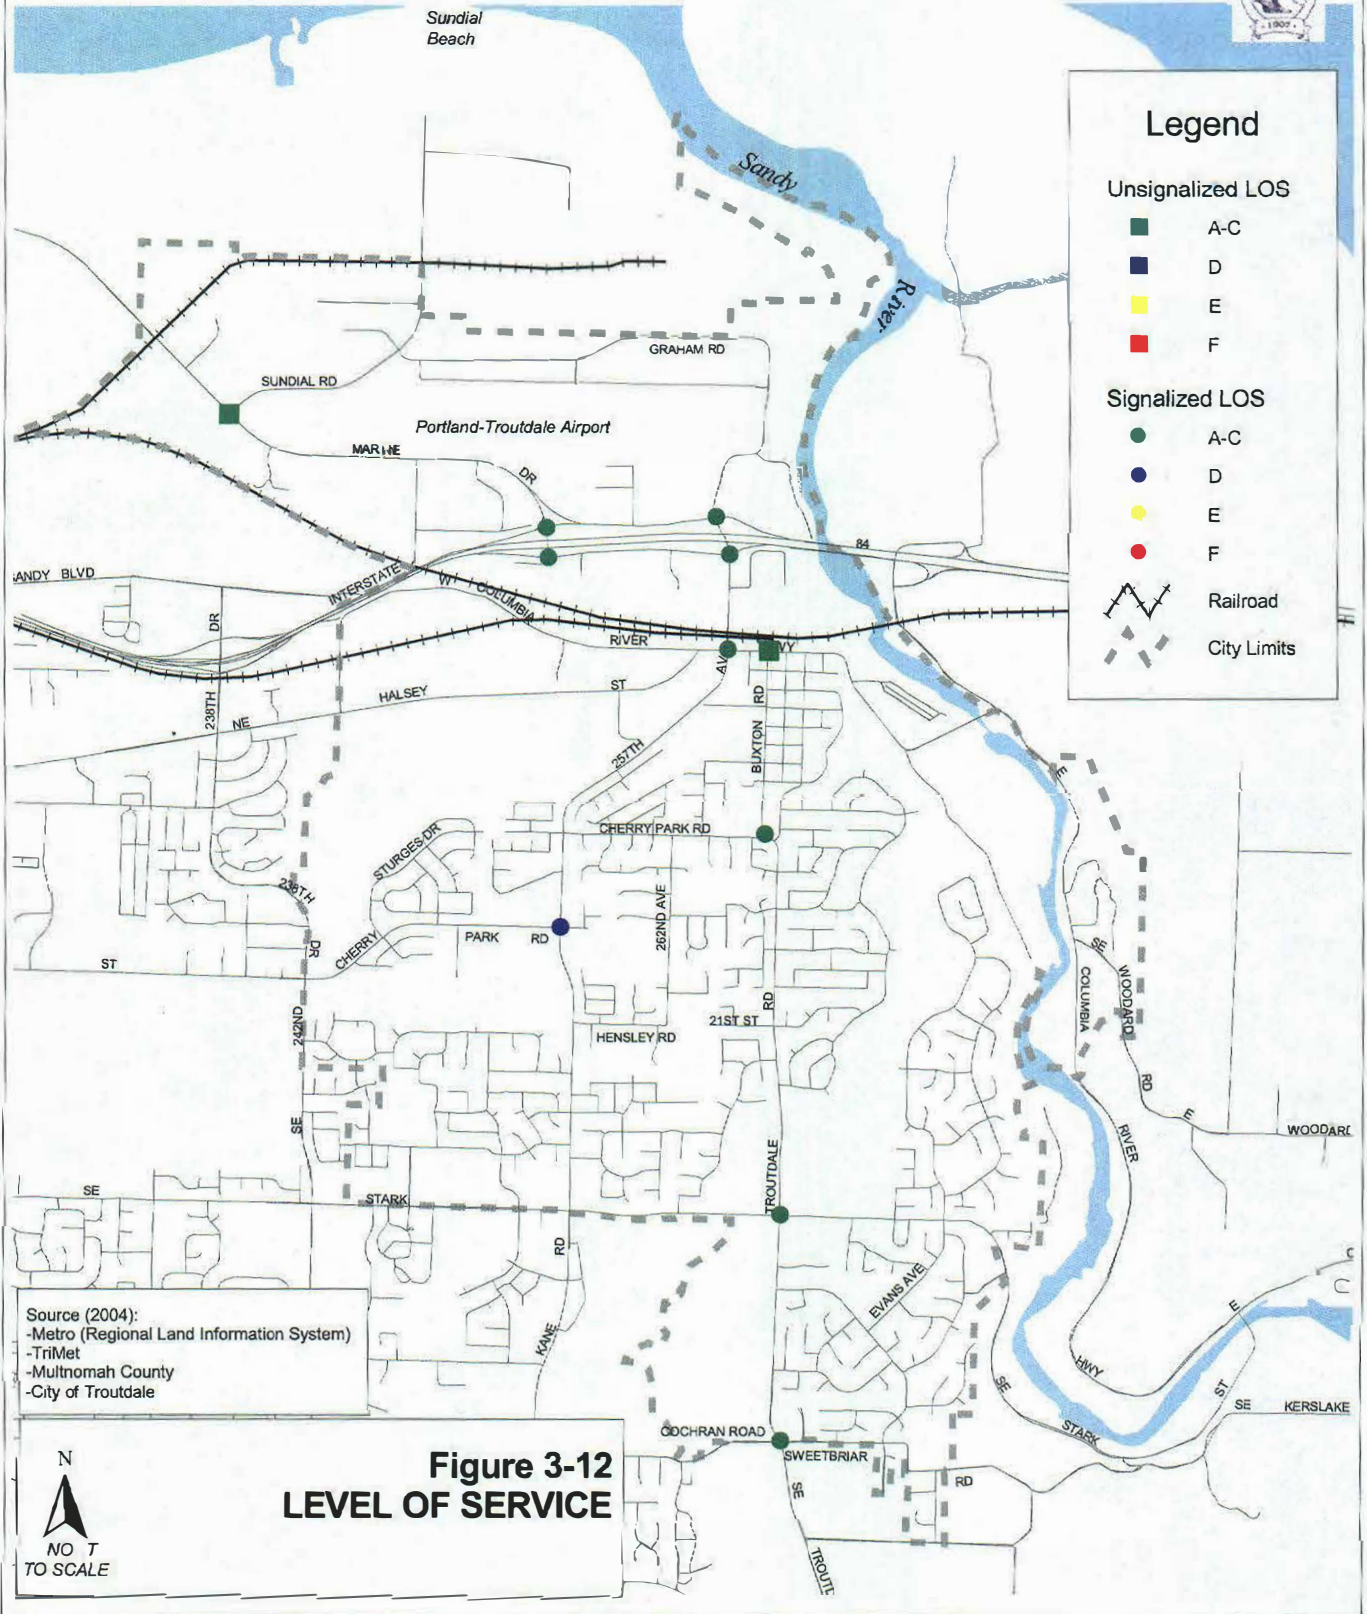 Sundial
Beach
· 1907 ·
Sandy
River
Legend
Unsignalized LOS
A-C
D
E
F
Signalized LOS
A-C
D
E
F
Railroad
City Limits
GRAHAM RD
SUNDIAL RD
Portland-Troutdale Airport
MARINE
DR
84
ANDY BLVD
INTERSTATE
W
COLUMBIA
RIVER
WY
DR
238TH
NE
HALSEY
ST
AV
RD
BUXTON
257TH
E
CHERRY PARK RD
STURGES DR
238TH
DR
262ND AVE
CHERRY
PARK
RD
ST
SE
WOODARD
COLUMBIA
RD
21ST ST
HENSLEY RD
242ND
RD
SE
E
WOODARD
RIVER
TROUTDALE
SE
STARK
RD
EVANS AVE
E
C
Source (2004):
-Metro (Regional Land Information System)
-TriMet
-Multnomah County
-City of Troutdale
KANE
HWY
SE
ST
SE
KERSLAKE
STARK
COCHRAN ROAD
SWEETBRIAR
RD
SE
TROUTL
N
NO T
TO SCALE
Figure 3-12
LEVEL OF SERVICE